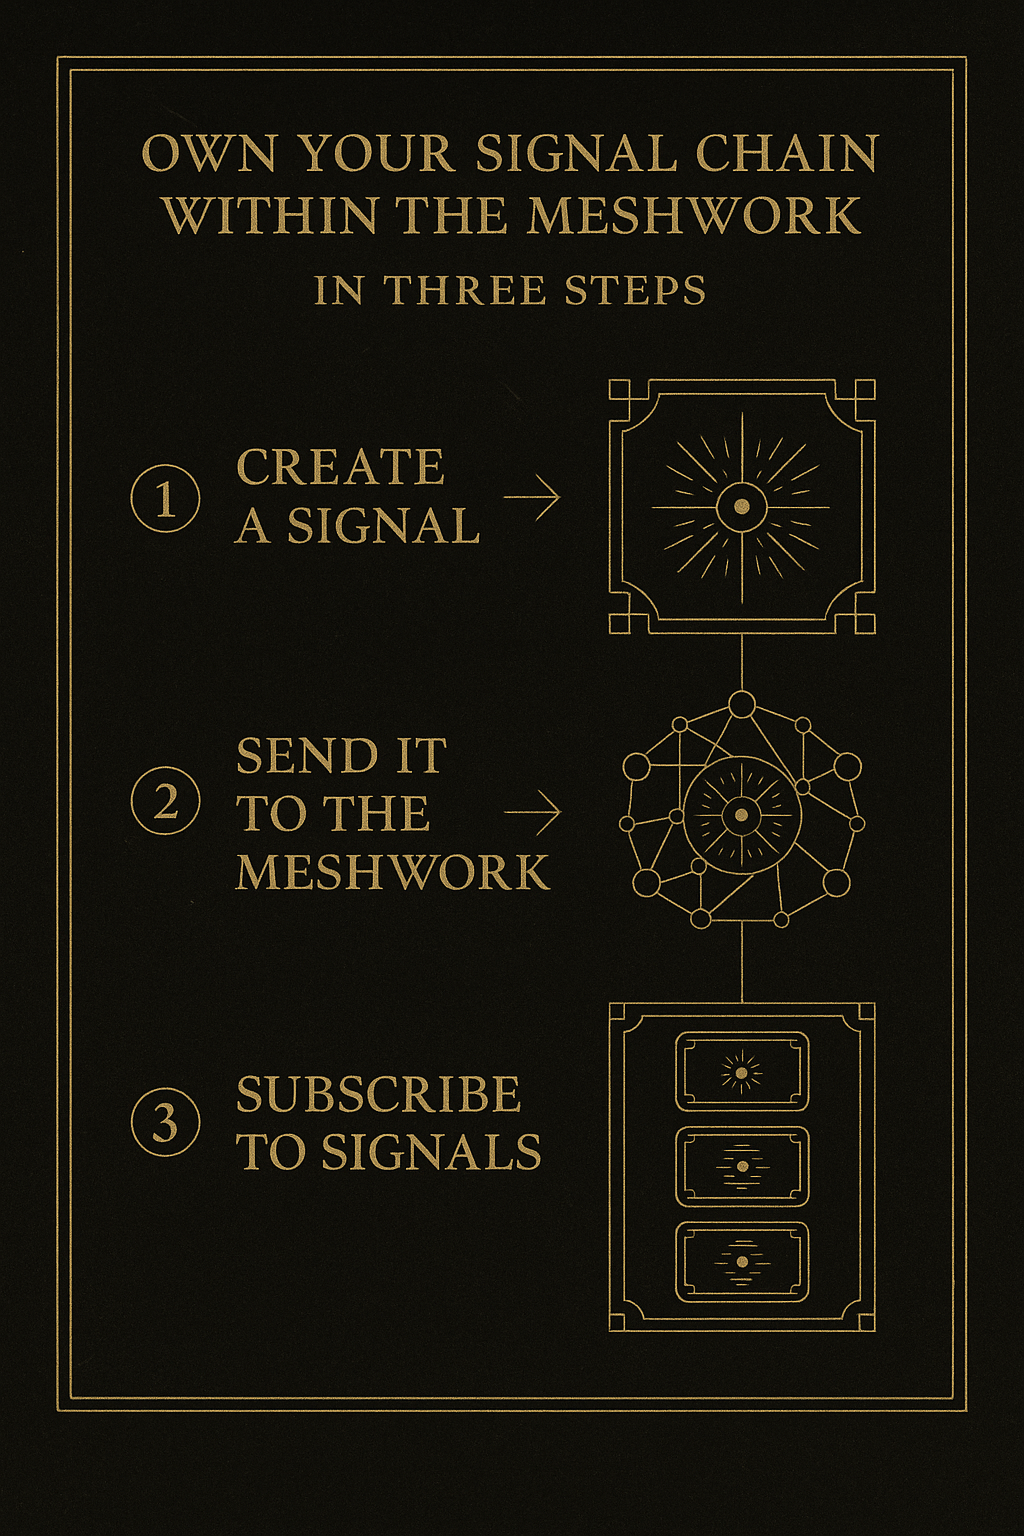 OWN YOUR SIGNAL CHAIN
WITHIN THE MESHWORK
IN THREE STEPS
1
CREATE
A SIGNAL
2
SEND IT
TO THE
MESHWORK
3
SUBSCRIBE
TO SIGNALS